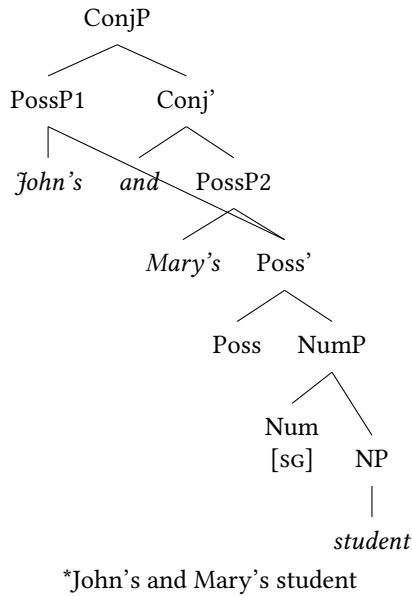 ConjP
PossP1 Conj’
John’s and PossP2
Mary’s Poss’
Poss NumP
Num
[SG] NP
student
*John’s and Mary’s student